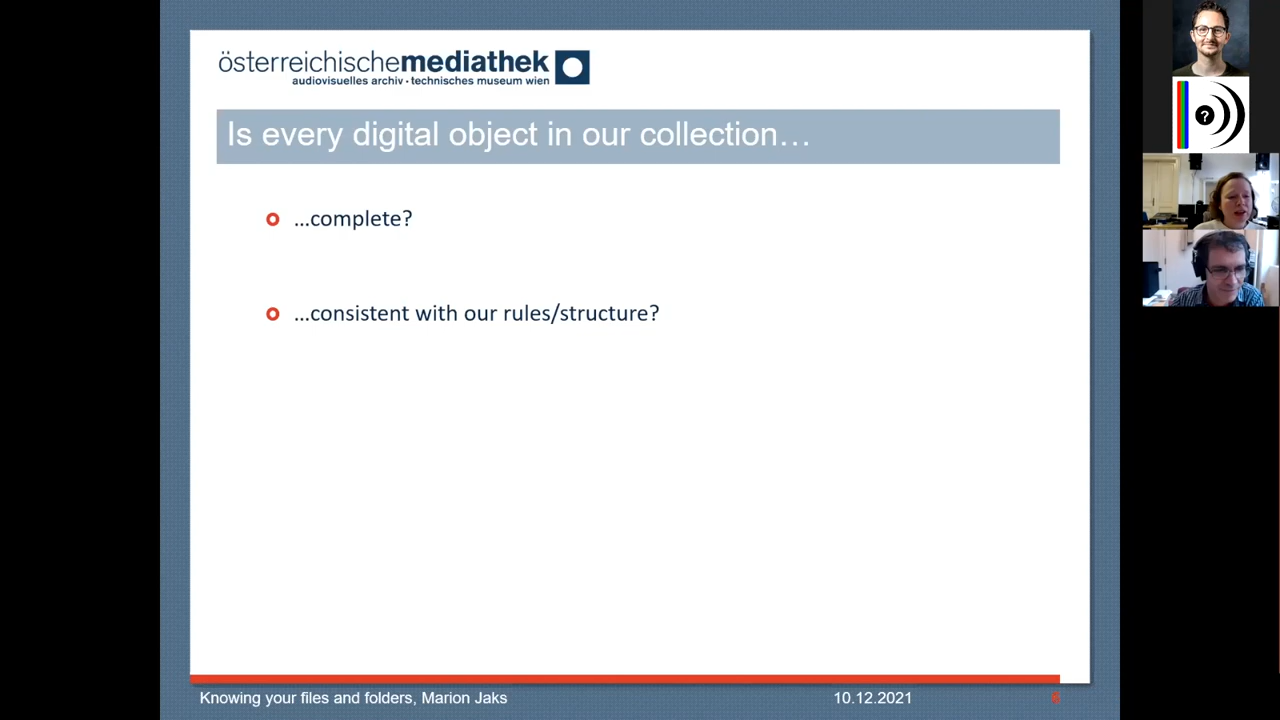 österreichischemediathek
audiovisuelles archiv · technisches museum wien
Is every digital object in our collection…
…complete?
…consistent with our rules/structure?
Knowing your files and folders, Marion Jaks
10.12.2021
?